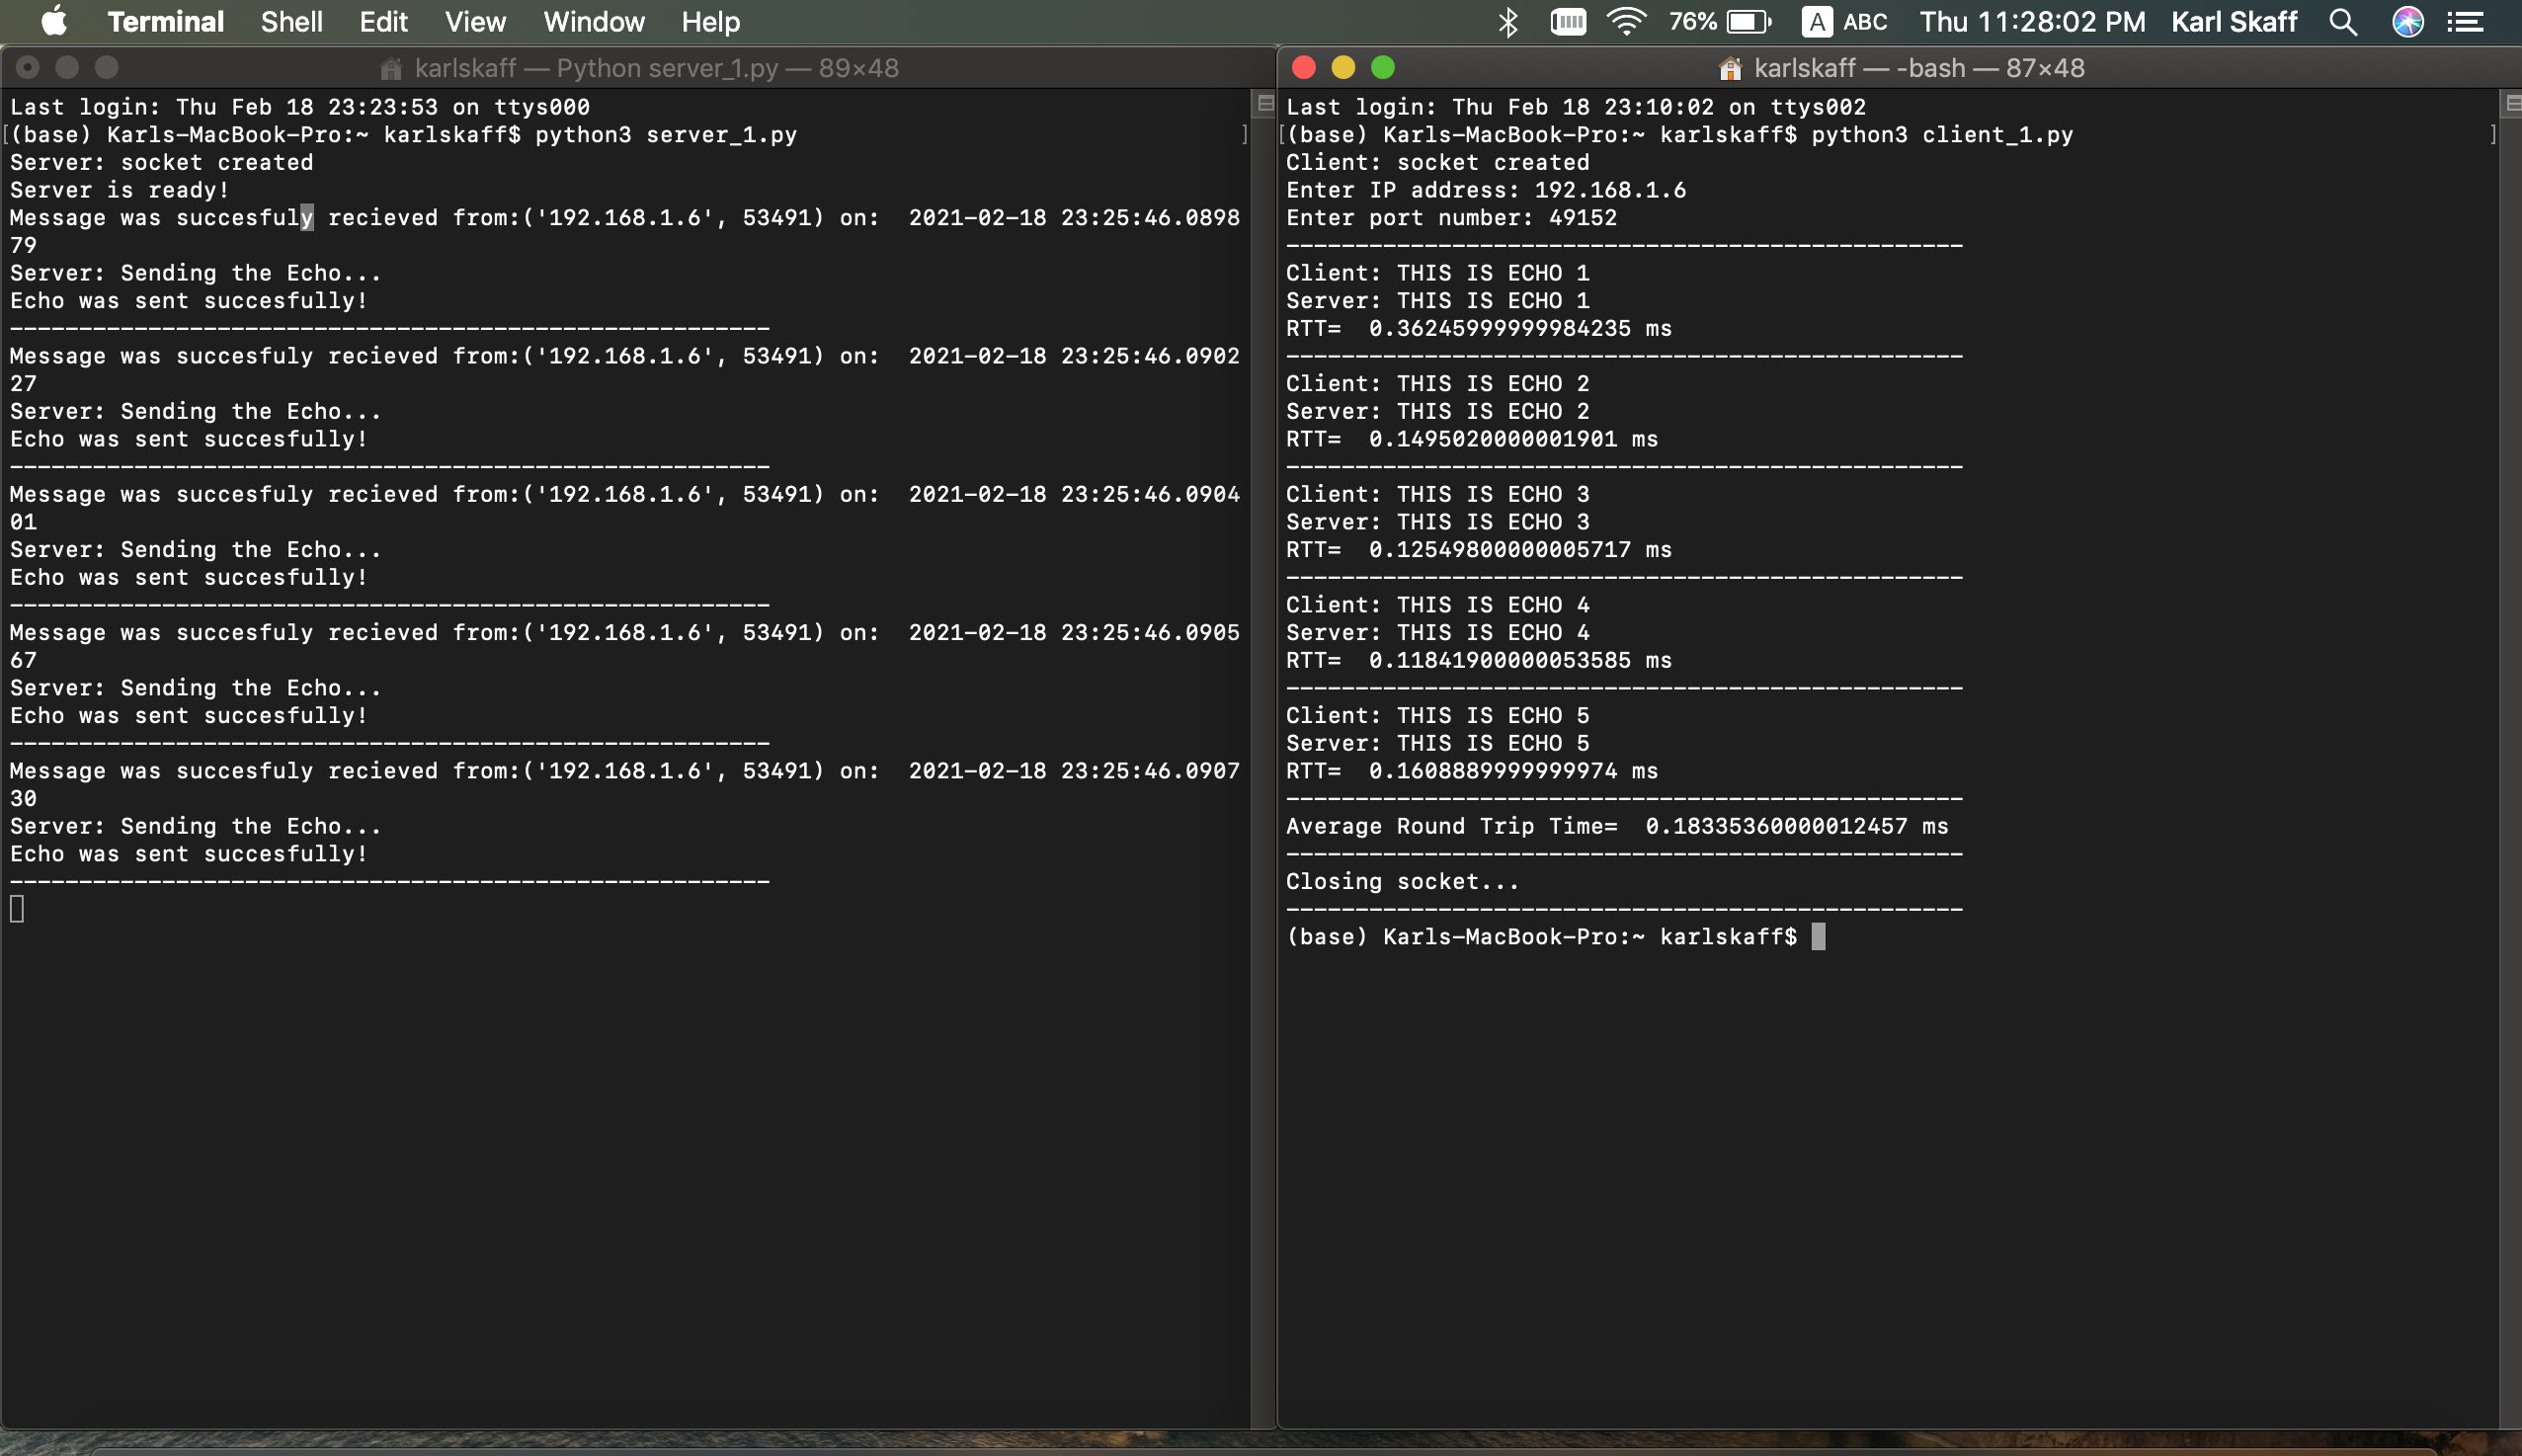 Terminal Shell Edit View Window Help 76% A ABC Thu 11:28:02 PM Karl Skaff
karlskaff — Python server_1.py — 89×48
Last login: Thu Feb 18 23:23:53 on ttys000
[(base) Karls-MacBook-Pro:~ karlskaff$ python3 server_1.py ]
Server: socket created
Server is ready!
Message was succesfuly recieved from:('192.168.1.6', 53491) on:  2021-02-18 23:25:46.0898
79
Server: Sending the Echo...
Echo was sent succesfully!
-------------------------------------------------------
Message was succesfuly recieved from:('192.168.1.6', 53491) on:  2021-02-18 23:25:46.0902
27
Server: Sending the Echo...
Echo was sent succesfully!
-------------------------------------------------------
Message was succesfuly recieved from:('192.168.1.6', 53491) on:  2021-02-18 23:25:46.0904
01
Server: Sending the Echo...
Echo was sent succesfully!
-------------------------------------------------------
Message was succesfuly recieved from:('192.168.1.6', 53491) on:  2021-02-18 23:25:46.0905
67
Server: Sending the Echo...
Echo was sent succesfully!
-------------------------------------------------------
Message was succesfuly recieved from:('192.168.1.6', 53491) on:  2021-02-18 23:25:46.0907
30
Server: Sending the Echo...
Echo was sent succesfully!
-------------------------------------------------------
karlskaff — -bash — 87×48
Last login: Thu Feb 18 23:10:02 on ttys002
[(base) Karls-MacBook-Pro:~ karlskaff$ python3 client_1.py ]
Client: socket created
Enter IP address: 192.168.1.6
Enter port number: 49152
-------------------------------------------------
Client: THIS IS ECHO 1
Server: THIS IS ECHO 1
RTT=  0.36245999999984235 ms
-------------------------------------------------
Client: THIS IS ECHO 2
Server: THIS IS ECHO 2
RTT=  0.1495020000001901 ms
-------------------------------------------------
Client: THIS IS ECHO 3
Server: THIS IS ECHO 3
RTT=  0.12549800000005717 ms
-------------------------------------------------
Client: THIS IS ECHO 4
Server: THIS IS ECHO 4
RTT=  0.11841900000053585 ms
-------------------------------------------------
Client: THIS IS ECHO 5
Server: THIS IS ECHO 5
RTT=  0.1608889999999974 ms
-------------------------------------------------
Average Round Trip Time=  0.18335360000012457 ms
-------------------------------------------------
Closing socket...
-------------------------------------------------
(base) Karls-MacBook-Pro:~ karlskaff$